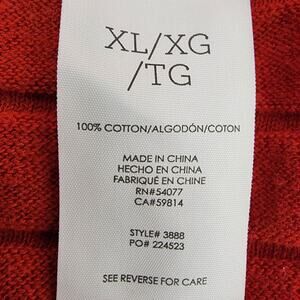 XL/XG
/TG
100% COTTON/ALGODÓN/COTON
MADE IN CHINA
HECHO EN CHINA
FABRIQUÉ EN CHINE
RN#54077
CA#59814
STYLE# 3888
PO# 224523
SEE REVERSE FOR CARE